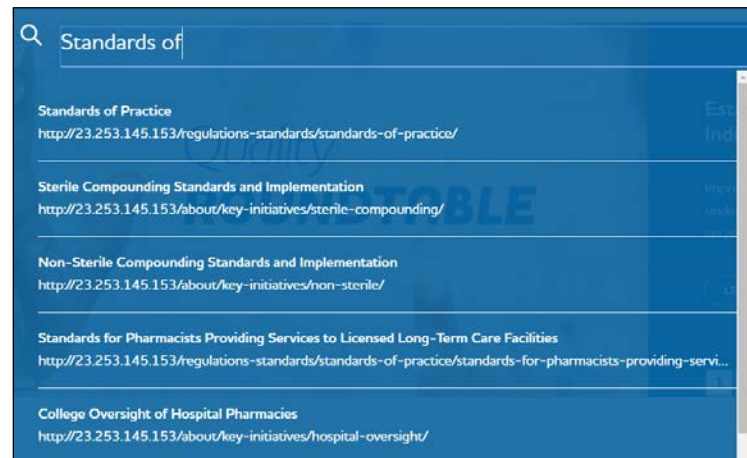 Standards of
Standards of Practice
http://23.253.145.153/regulations-standards/standards-of-practice/
Sterile Compounding Standards and Implementation
http://23.253.145.153/about/key-initiatives/sterile-compounding/
Quality
ROUNDTABLE
Non-Sterile Compounding Standards and Implementation
http://23.253.145.153/about/key-initiatives/non-sterile/
Standards for Pharmacists Providing Services to Licensed Long-Term Care Facilities
http://23.253.145.153/regulations-standards/standards-of-practice/standards-for-pharmacists-providing-servi...
1
College Oversight of Hospital Pharmacies
http://23.253.145.153/about/key-initiatives/hospital-oversight/